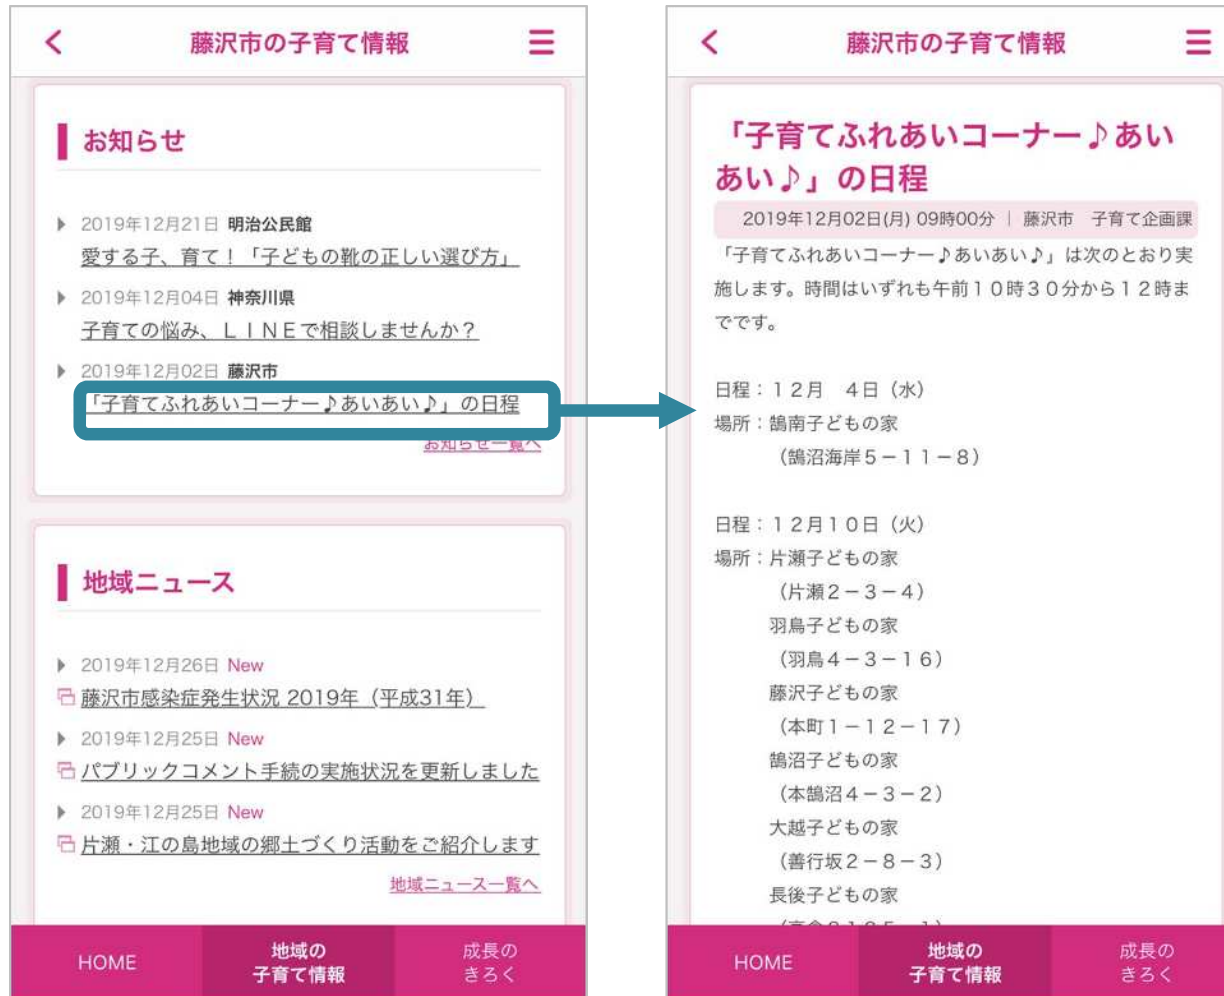 藤沢市の子育て情報
お知らせ
2019年12月21日 明治公民館
愛する子、育て！「子どもの靴の正しい選び方」
2019年12月04日 神奈川県
子育ての悩み、ＬＩＮＥで相談しませんか？
2019年12月02日 藤沢市
「子育てふれあいコーナー♪あいあい♪」の日程
お知らせ一覧へ
地域ニュース
2019年12月26日 New
藤沢市感染症発生状況 2019年（平成31年）
2019年12月25日 New
パブリックコメント手続の実施状況を更新しました
2019年12月25日 New
片瀬・江の島地域の郷土づくり活動をご紹介します
地域ニュース一覧へ
HOME
地域の
子育て情報
成長の
きろく
藤沢市の子育て情報
「子育てふれあいコーナー♪あい
あい♪」の日程
2019年12月02日(月) 09時00分 | 藤沢市　子育て企画課
「子育てふれあいコーナー♪あいあい♪」は次のとおり実
施します。時間はいずれも午前１０時３０分から１２時ま
でです。
日程：１２月　４日（水）
場所：鵠南子どもの家
（鵠沼海岸５－１１－８）
日程：１２月１０日（火）
場所：片瀬子どもの家
（片瀬２－３－４）
羽鳥子どもの家
（羽鳥４－３－１６）
藤沢子どもの家
（本町１－１２－１７）
鵠沼子どもの家
（本鵠沼４－３－２）
大越子どもの家
（善行坂２－８－３）
長後子どもの家
HOME
地域の
子育て情報
成長の
きろく